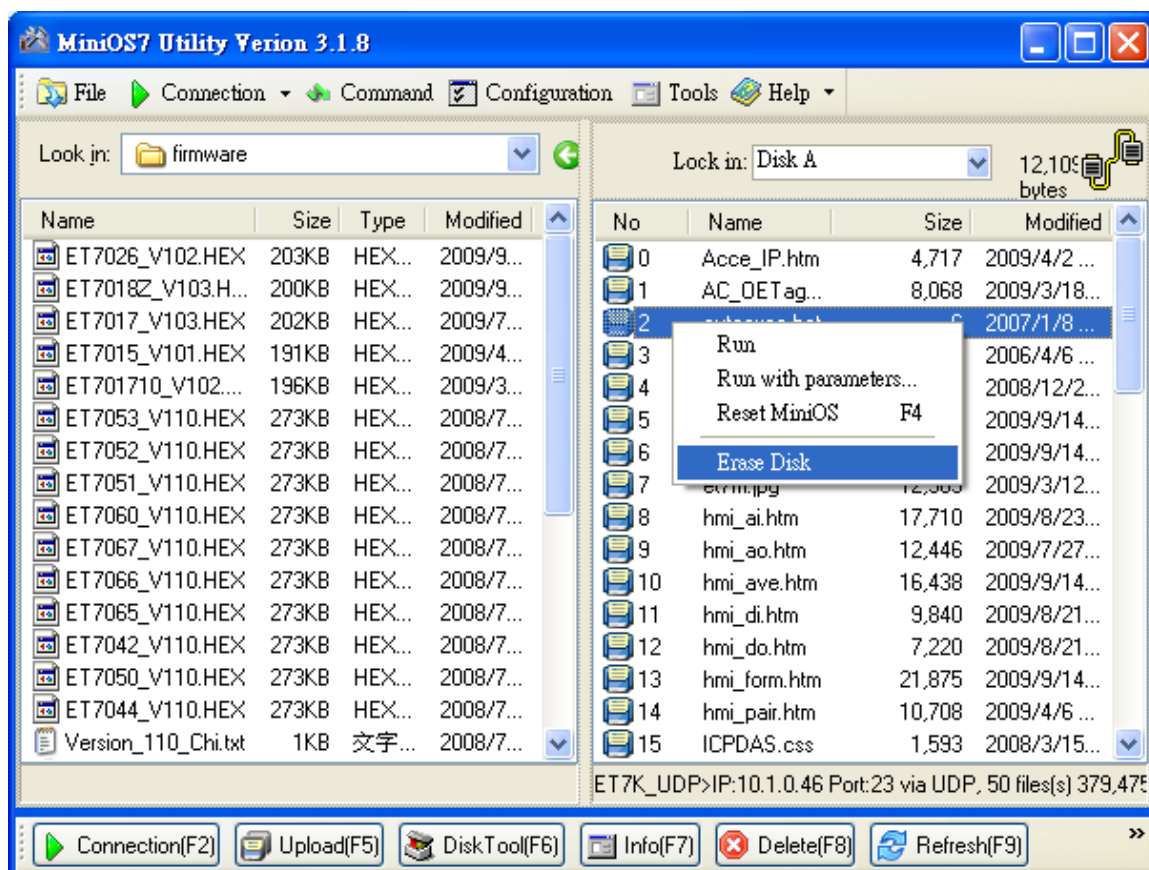 MiniOS7 Utility Verion 3.1.8
File Connection Command Configuration Tools Help
Look in: firmware
Lock in: Disk A
bytes
Name Size Type Modified
ET7026_V102.HEX 203KB HEX... 2009/9...
ET7018Z_V103.H... 200KB HEX... 2009/9...
ET7017_V103.HEX 202KB HEX... 2009/7...
ET7015_V101.HEX 191KB HEX... 2009/4...
ET701710_V102.... 196KB HEX... 2009/3...
ET7053_V110.HEX 273KB HEX... 2008/7...
ET7052_V110.HEX 273KB HEX... 2008/7...
ET7051_V110.HEX 273KB HEX... 2008/7...
ET7060_V110.HEX 273KB HEX... 2008/7...
ET7067_V110.HEX 273KB HEX... 2008/7...
ET7066_V110.HEX 273KB HEX... 2008/7...
ET7065_V110.HEX 273KB HEX... 2008/7...
ET7042_V110.HEX 273KB HEX... 2008/7...
ET7050_V110.HEX 273KB HEX... 2008/7...
ET7044_V110.HEX 273KB HEX... 2008/7...
Version_110_Chi.txt 1KB 文字... 2008/7...
No Name Size Modified
0 Acce_IP.htm 4,717 2009/4/2 ...
1 AC_OETag... 8,068 2009/3/18...
2 2007/1/8 ...
3 2006/4/6 ...
4 2008/12/2...
5 2009/9/14...
6 2009/9/14...
7 et7m.jpg 2009/3/12...
8 hmi_ai.htm 17,710 2009/8/23...
9 hmi_ao.htm 12,446 2009/7/27...
10 hmi_ave.htm 16,438 2009/9/14...
11 hmi_di.htm 9,840 2009/8/21...
12 hmi_do.htm 7,220 2009/8/21...
13 hmi_form.htm 21,875 2009/9/14...
14 hmi_pair.htm 10,708 2009/4/6 ...
15 ICPDAS.css 1,593 2008/3/15...
Run
Run with parameters...
Reset MiniOS F4
Erase Disk
ET7K_UDP>IP:10.1.0.46 Port:23 via UDP, 50 files(s) 379,475
Connection(F2) Upload(F5) DiskTool(F6) Info(F7) Delete(F8) Refresh(F9) »